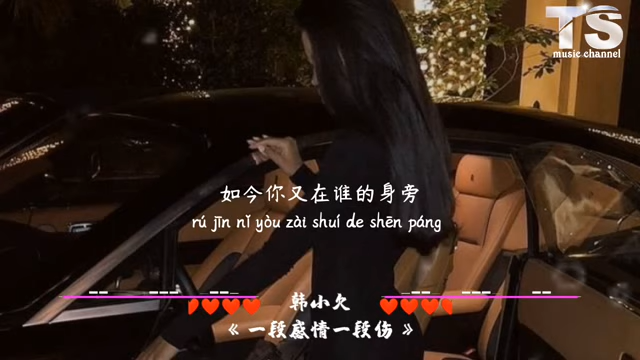 TS
music channel
如今你又在谁的身旁
rú jīn nǐ yòu zài shuí de shēn páng
韩小欠
《一段感情一段伤》